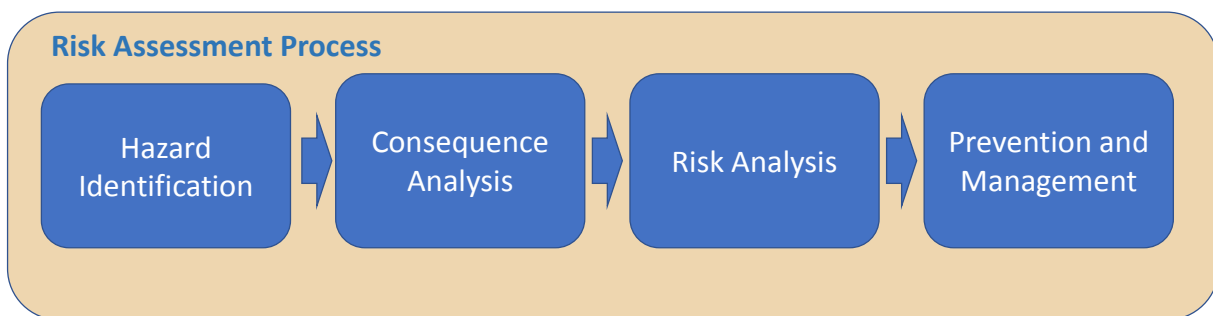 Risk Assessment Process
Hazard
Identification
Consequence
Analysis
Risk Analysis
Prevention and
Management